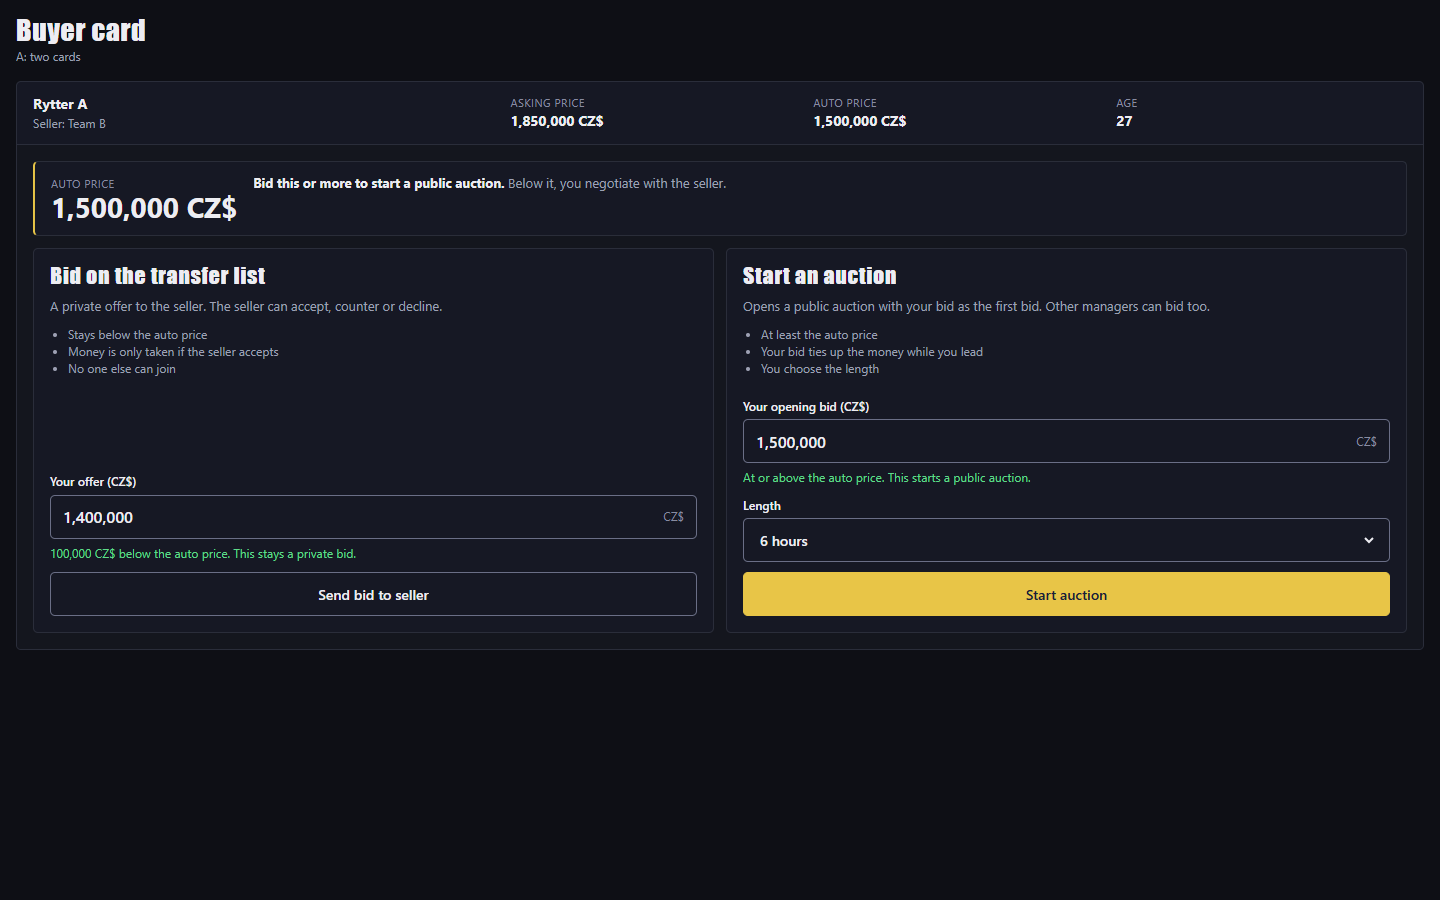 Buyer card
A: two cards
Rytter A
Seller: Team B
ASKING PRICE
1,850,000 CZ$
AUTO PRICE
1,500,000 CZ$
AGE
27
AUTO PRICE
1,500,000 CZ$
Bid this or more to start a public auction. Below it, you negotiate with the seller.
Bid on the transfer list
A private offer to the seller. The seller can accept, counter or decline.
• Stays below the auto price
• Money is only taken if the seller accepts
• No one else can join
Your offer (CZ$)
1,400,000 CZ$
100,000 CZ$ below the auto price. This stays a private bid.
Send bid to seller
Start an auction
Opens a public auction with your bid as the first bid. Other managers can bid too.
• At least the auto price
• Your bid ties up the money while you lead
• You choose the length
Your opening bid (CZ$)
1,500,000 CZ$
At or above the auto price. This starts a public auction.
Length
6 hours
Start auction